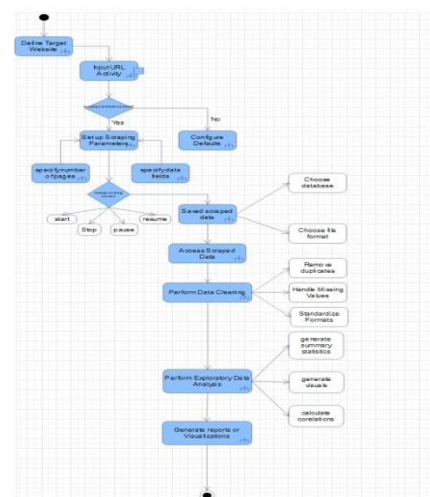 Define Target
Website
Input URL
Activity
Yes
No
Set up Scraping
Parameters
Configure
Defaults
specify number
of pages
specify data
fields
start
Stop
pause
resume
Saved scraped
data
Choose
database
Choose file
format
Access Scraped
Data
Perform Data Cleaning
Remove
duplicates
Handle Missing
Values
Standardize
Formats
Perform Exploratory Data
Analysis
generate
summary
statistics
generate
visuals
calculate
corelations
Generate reports or
Visualizations